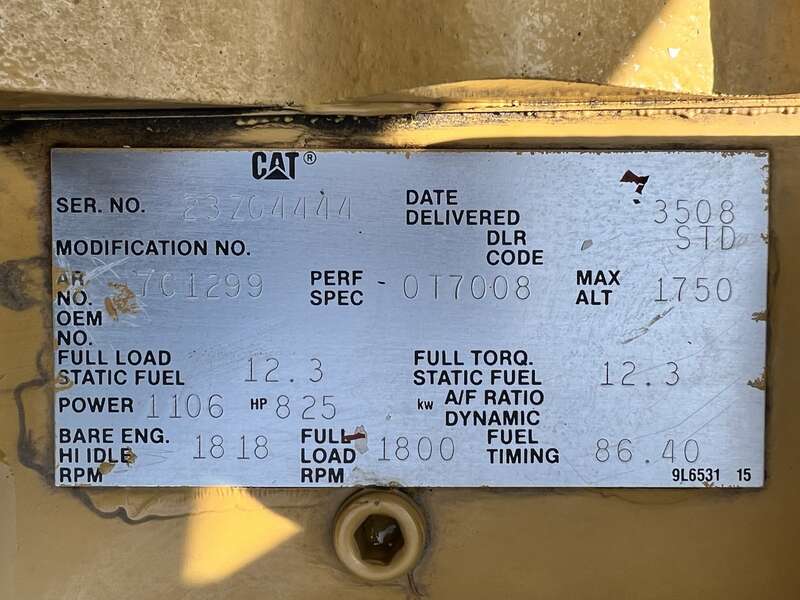 CAT®
SER. NO. 23Z04444 DATE DELIVERED 3508
MODIFICATION NO. DLR CODE STD
AR NO. 7C1299 PERF SPEC 0T7008 MAX ALT 1750
OEM NO.
FULL LOAD STATIC FUEL 12.3 FULL TORQ. STATIC FUEL 12.3
POWER 1106 HP 825 kw A/F RATIO DYNAMIC
BARE ENG. HI IDLE RPM 1818 FULL LOAD RPM 1800 FUEL TIMING 86.40
9L6531 15